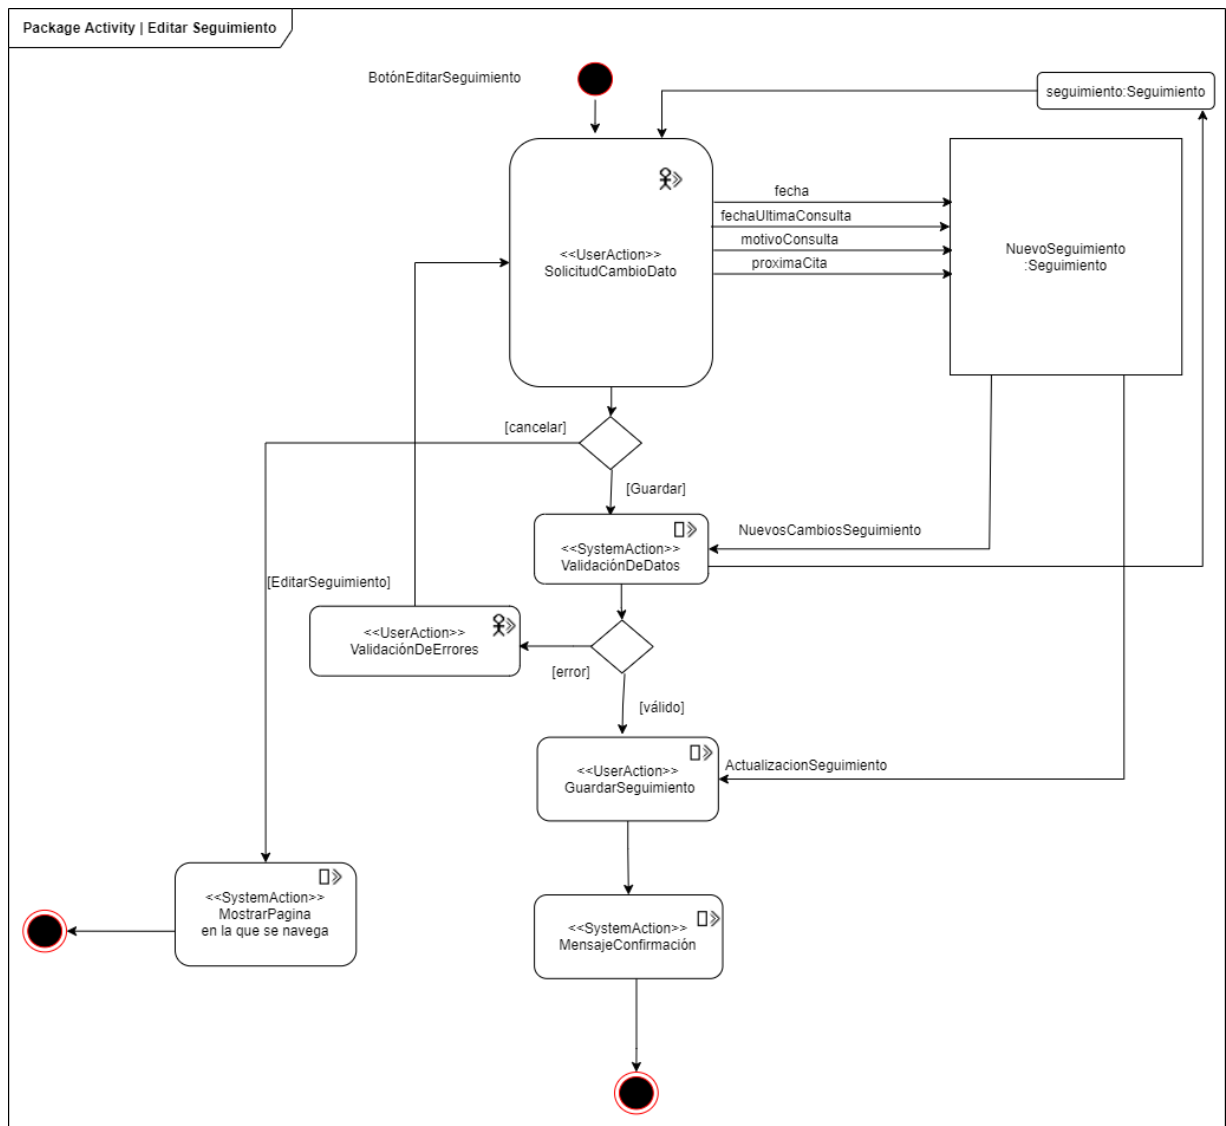 Package Activity | Editar Seguimiento
BotónEditarSeguimiento
seguimiento:Seguimiento
fecha
fechaUltimaConsulta
motivoConsulta
proximaCita
<<UserAction>>
SolicitudCambioDato
NuevoSeguimiento
:Seguimiento
[cancelar]
[Guardar]
NuevosCambiosSeguimiento
<<SystemAction>>
ValidaciónDeDatos
[EditarSeguimiento]
<<UserAction>>
ValidaciónDeErrores
[error]
[válido]
<<UserAction>>
GuardarSeguimiento
ActualizacionSeguimiento
<<SystemAction>>
MostrarPagina
en la que se navega
<<SystemAction>>
MensajeConfirmación